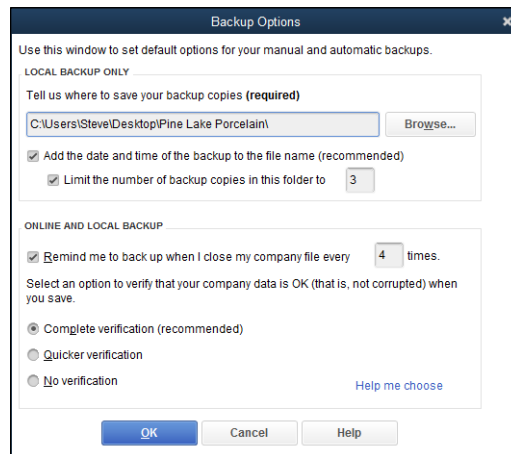 Backup Options
Use this window to set default options for your manual and automatic backups.
LOCAL BACKUP ONLY
Tell us where to save your backup copies (required)
C:\Users\Steve\Desktop\Pine Lake Porcelain\ Browse...
Add the date and time of the backup to the file name (recommended)
Limit the number of backup copies in this folder to 3
ONLINE AND LOCAL BACKUP
Remind me to back up when I close my company file every 4 times.
Select an option to verify that your company data is OK (that is, not corrupted) when
you save.
Complete verification (recommended)
Quicker verification
No verification
Help me choose
OK Cancel Help